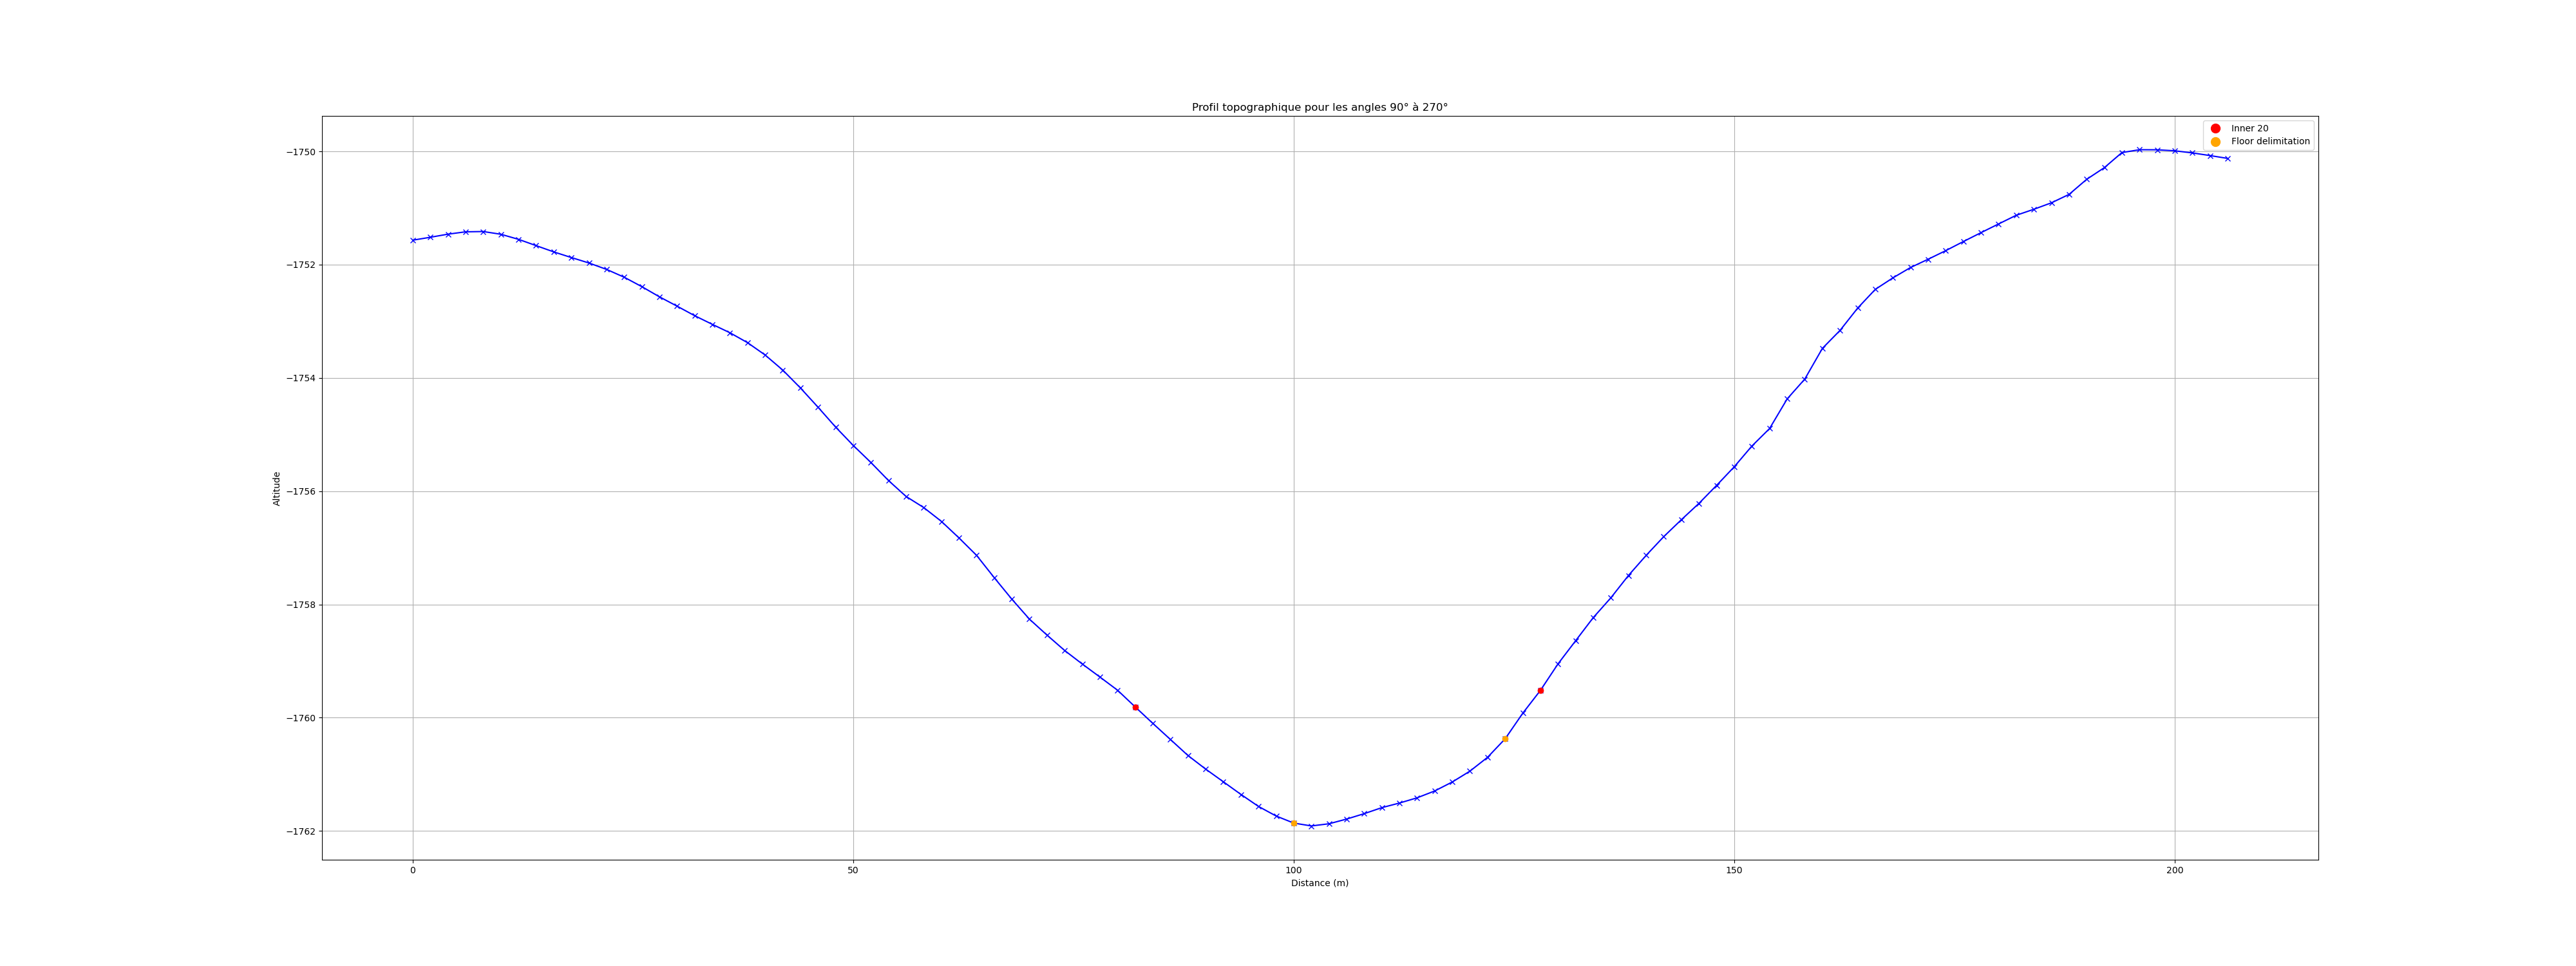 Profil topographique pour les angles 90° à 270°
Inner 20
Floor delimitation
−1750
−1752
−1754
−1756
−1758
−1760
−1762
Altitude
0
50
100
150
200
Distance (m)